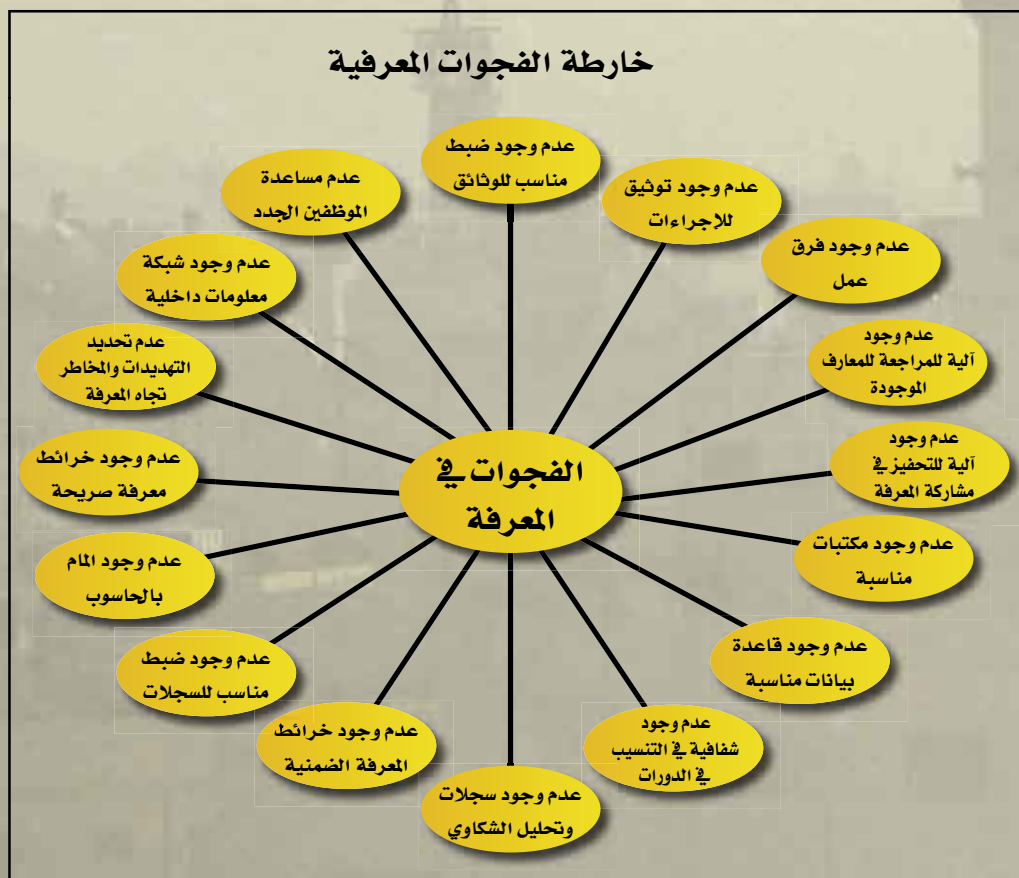 خارطة الفجوات المعرفية
عدم وجود ضبط
مناسب للوثائق
عدم وجود توثيق
للإجراءات
عدم وجود فرق
عمل
عدم وجود
آلية للمراجعة للمعارف
الموجودة
عدم وجود
آلية للتحفيز في
مشاركة المعرفة
عدم وجود مكتبات
مناسبة
عدم وجود قاعدة
بيانات مناسبة
عدم وجود
شفافية في التنسيب
في الدورات
عدم وجود سجلات
وتحليل الشكاوي
عدم وجود خرائط
المعرفة الضمنية
عدم وجود ضبط
مناسب للسجلات
عدم وجود المام
بالحاسوب
عدم وجود خرائط
معرفة صريحة
عدم تحديد
التهديدات والمخاطر
تجاه المعرفة
عدم وجود شبكة
معلومات داخلية
عدم مساعدة
الموظفين الجدد
الفجوات في
المعرفة